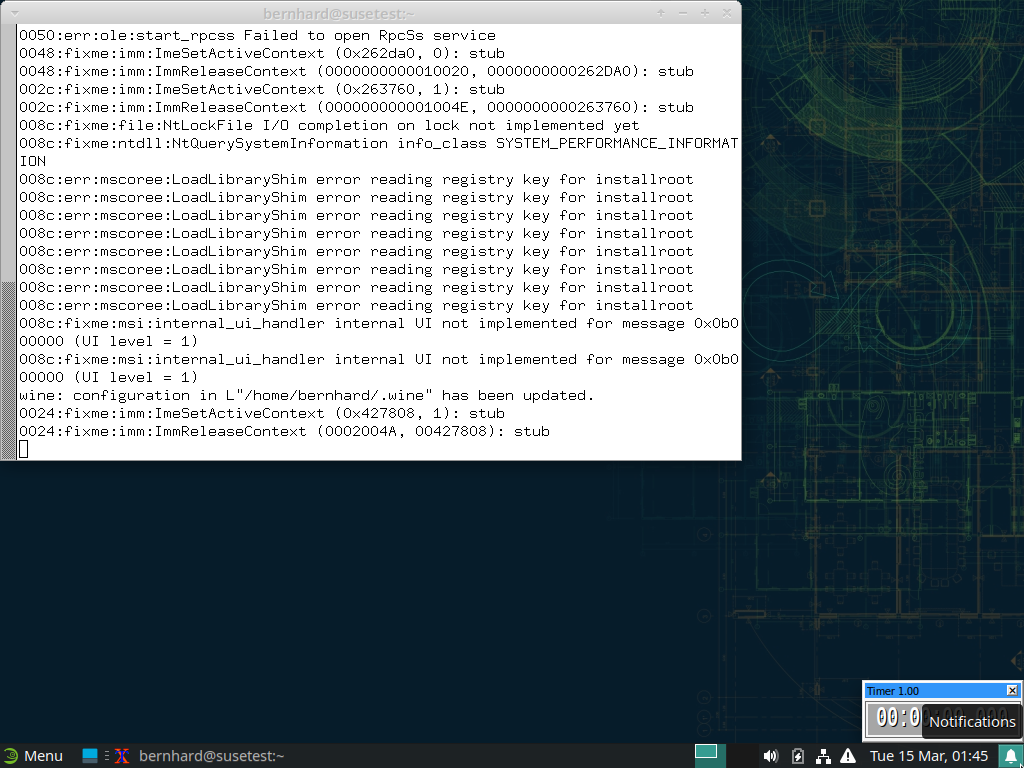 bernhard@susetest:~
0050:err:ole:start_rpcss Failed to open RpcSs service
0048:fixme:imm:ImeSetActiveContext (0x262da0, 0): stub
0048:fixme:imm:ImmReleaseContext (0000000000010020, 0000000000262DA0): stub
002c:fixme:imm:ImeSetActiveContext (0x263760, 1): stub
002c:fixme:imm:ImmReleaseContext (000000000001004E, 0000000000263760): stub
008c:fixme:file:NtLockFile I/O completion on lock not implemented yet
008c:fixme:ntdll:NtQuerySystemInformation info_class SYSTEM_PERFORMANCE_INFORMAT
ION
008c:err:mscoree:LoadLibraryShim error reading registry key for installroot
008c:err:mscoree:LoadLibraryShim error reading registry key for installroot
008c:err:mscoree:LoadLibraryShim error reading registry key for installroot
008c:err:mscoree:LoadLibraryShim error reading registry key for installroot
008c:err:mscoree:LoadLibraryShim error reading registry key for installroot
008c:err:mscoree:LoadLibraryShim error reading registry key for installroot
008c:err:mscoree:LoadLibraryShim error reading registry key for installroot
008c:err:mscoree:LoadLibraryShim error reading registry key for installroot
008c:fixme:msi:internal_ui_handler internal UI not implemented for message 0x0b0
00000 (UI level = 1)
008c:fixme:msi:internal_ui_handler internal UI not implemented for message 0x0b0
00000 (UI level = 1)
wine: configuration in L"/home/bernhard/.wine" has been updated.
0024:fixme:imm:ImeSetActiveContext (0x427808, 1): stub
0024:fixme:imm:ImmReleaseContext (0002004A, 00427808): stub
Timer 1.00
Notifications
Menu
bernhard@susetest:~
Tue 15 Mar, 01:45